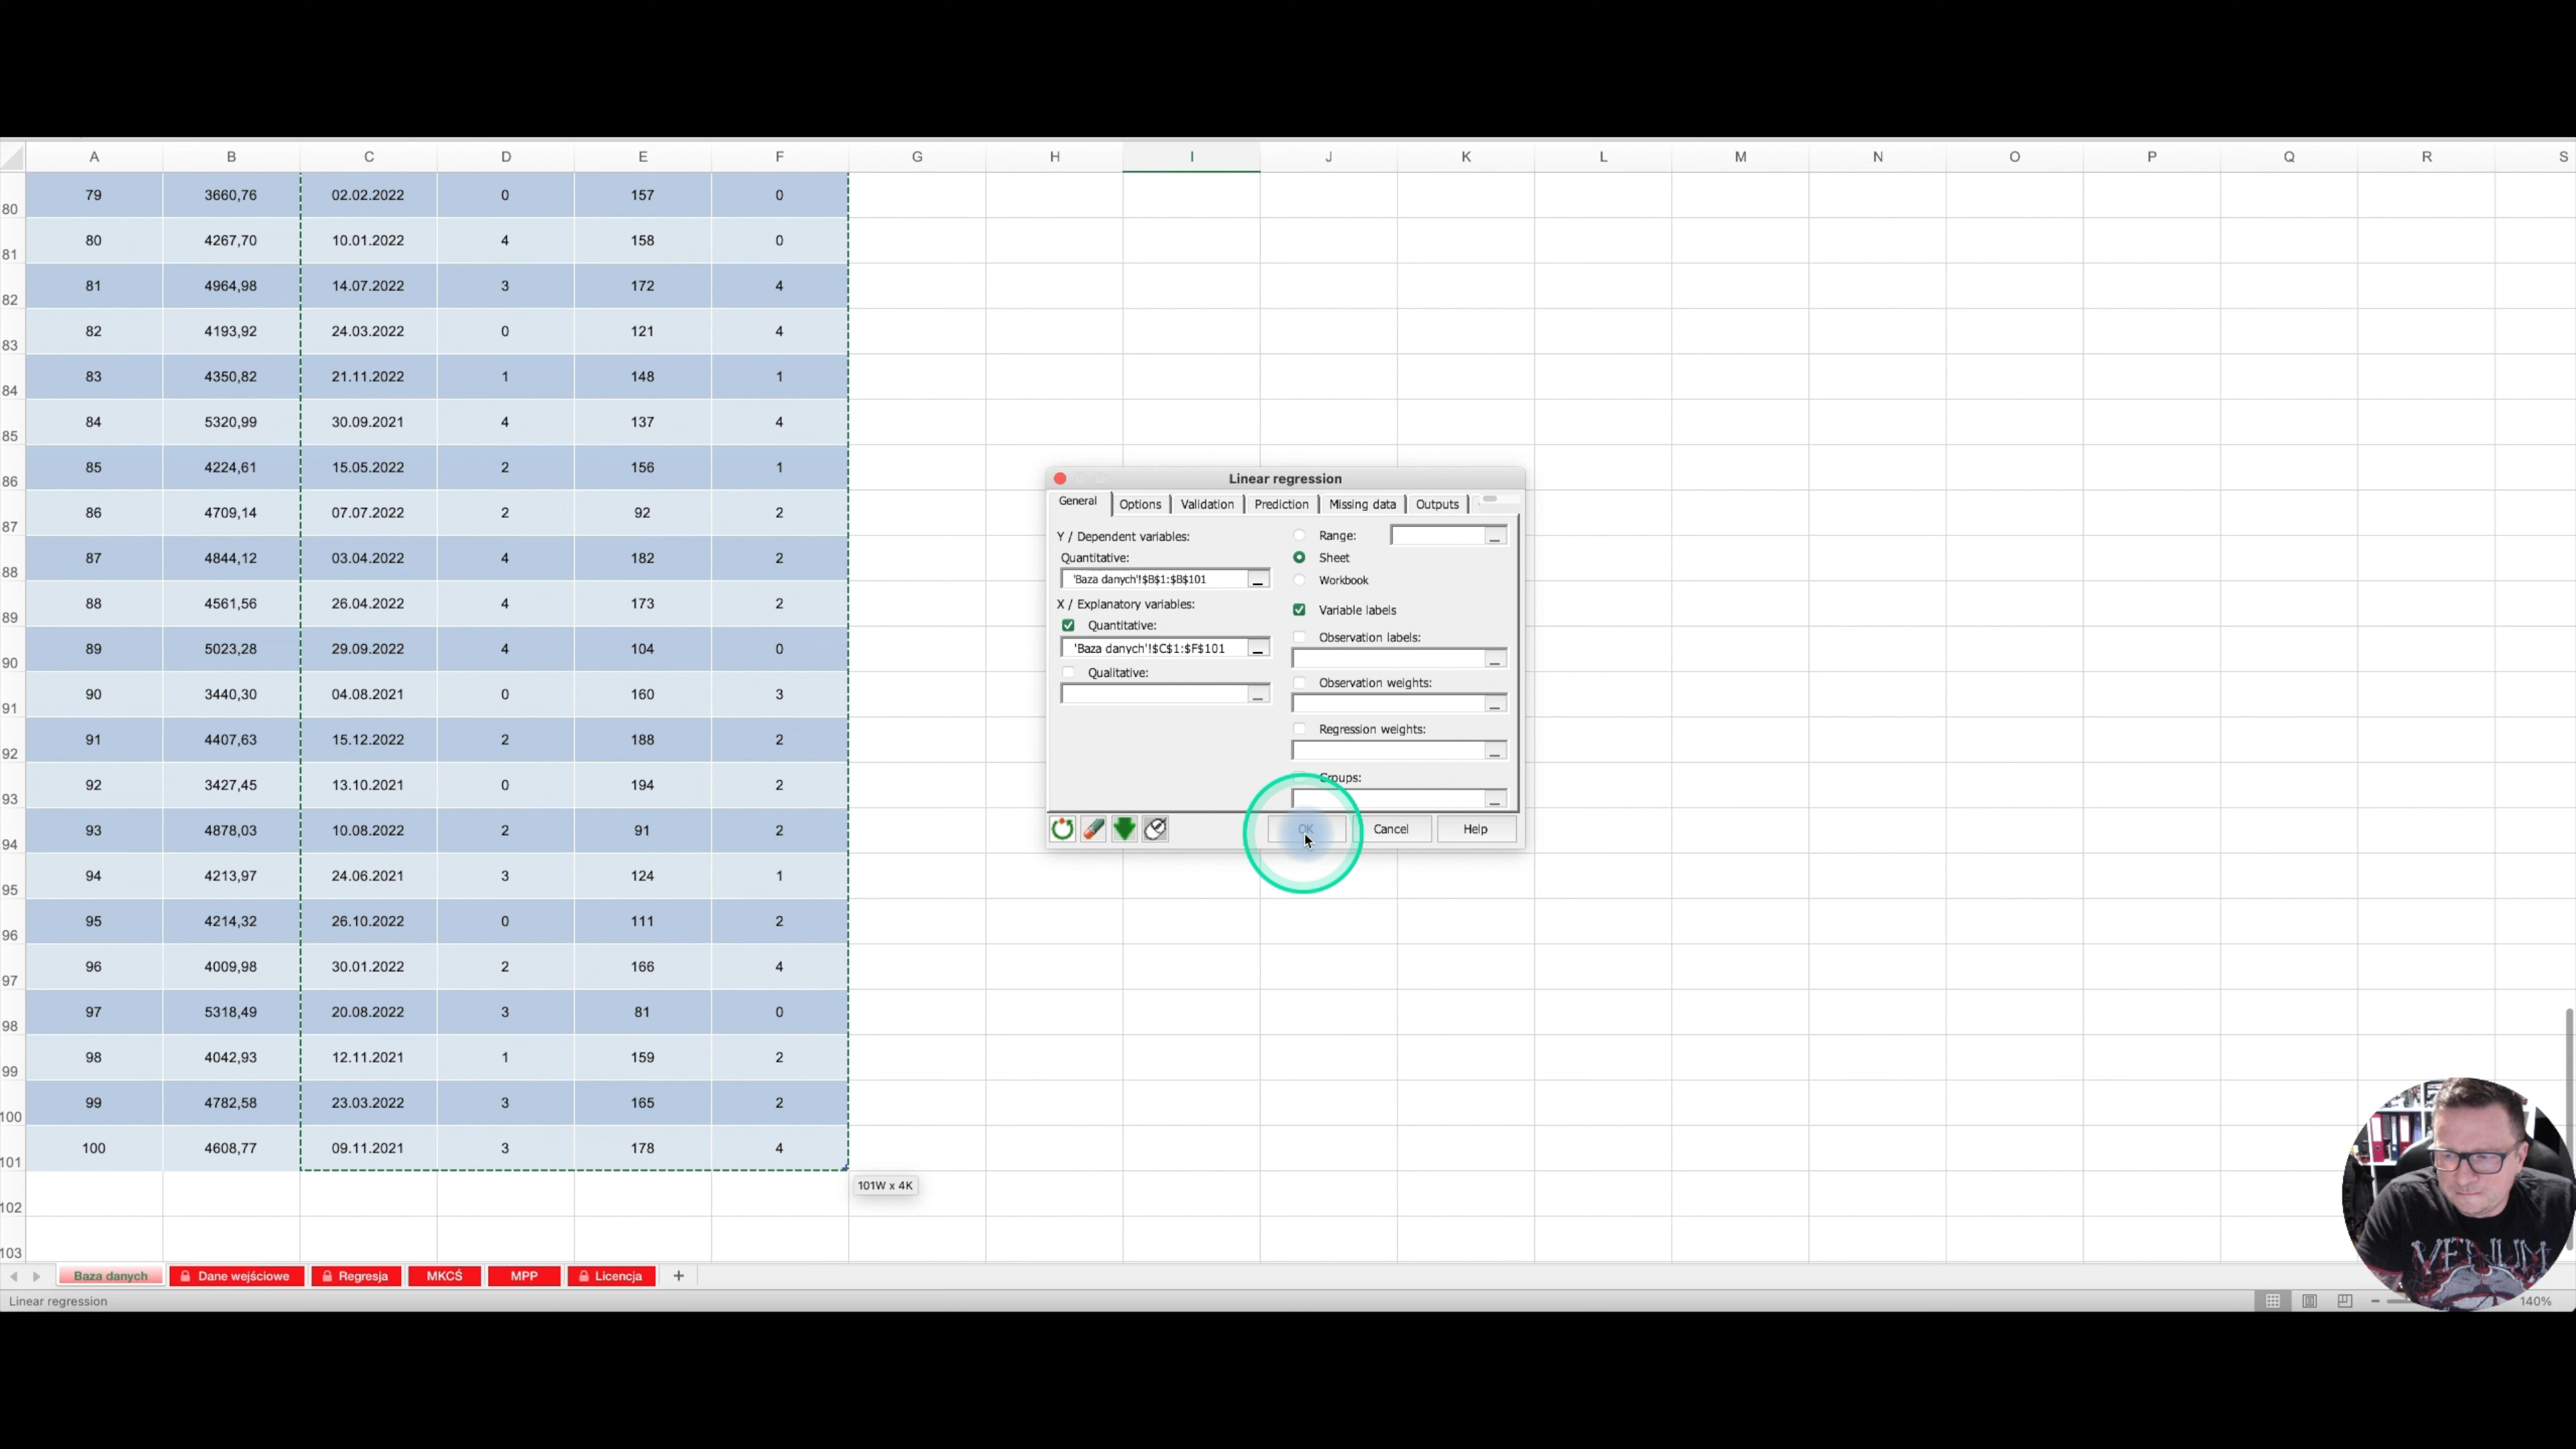 A B C D E F G H I J K L M N O P Q R S
80 79 3660,76 02.02.2022 0 157 0
81 80 4267,70 10.01.2022 4 158 0
82 81 4964,98 14.07.2022 3 172 4
83 82 4193,92 24.03.2022 0 121 4
84 83 4350,82 21.11.2022 1 148 1
85 84 5320,99 30.09.2021 4 137 4
86 85 4224,61 15.05.2022 2 156 1
87 86 4709,14 07.07.2022 2 92 2
88 87 4844,12 03.04.2022 4 182 2
89 88 4561,56 26.04.2022 4 173 2
90 89 5023,28 29.09.2022 4 104 0
91 90 3440,30 04.08.2021 0 160 3
92 91 4407,63 15.12.2022 2 188 2
93 92 3427,45 13.10.2021 0 194 2
94 93 4878,03 10.08.2022 2 91 2
95 94 4213,97 24.06.2021 3 124 1
96 95 4214,32 26.10.2022 0 111 2
97 96 4009,98 30.01.2022 2 166 4
98 97 5318,49 20.08.2022 3 81 0
99 98 4042,93 12.11.2021 1 159 2
100 99 4782,58 23.03.2022 3 165 2
101 100 4608,77 09.11.2021 3 178 4
101W x 4K
102
103
Linear regression
General Options Validation Prediction Missing data Outputs
Y / Dependent variables:
Quantitative:
'Baza danych'!$B$1:$B$101
X / Explanatory variables:
Quantitative:
'Baza danych'!$C$1:$F$101
Qualitative:
Range:
Sheet
Workbook
Variable labels
Observation labels:
Observation weights:
Regression weights:
Groups:
OK Cancel Help
Baza danych Dane wejściowe Regresja MKCŚ MPP Licencja +
Linear regression
140%
VENUM